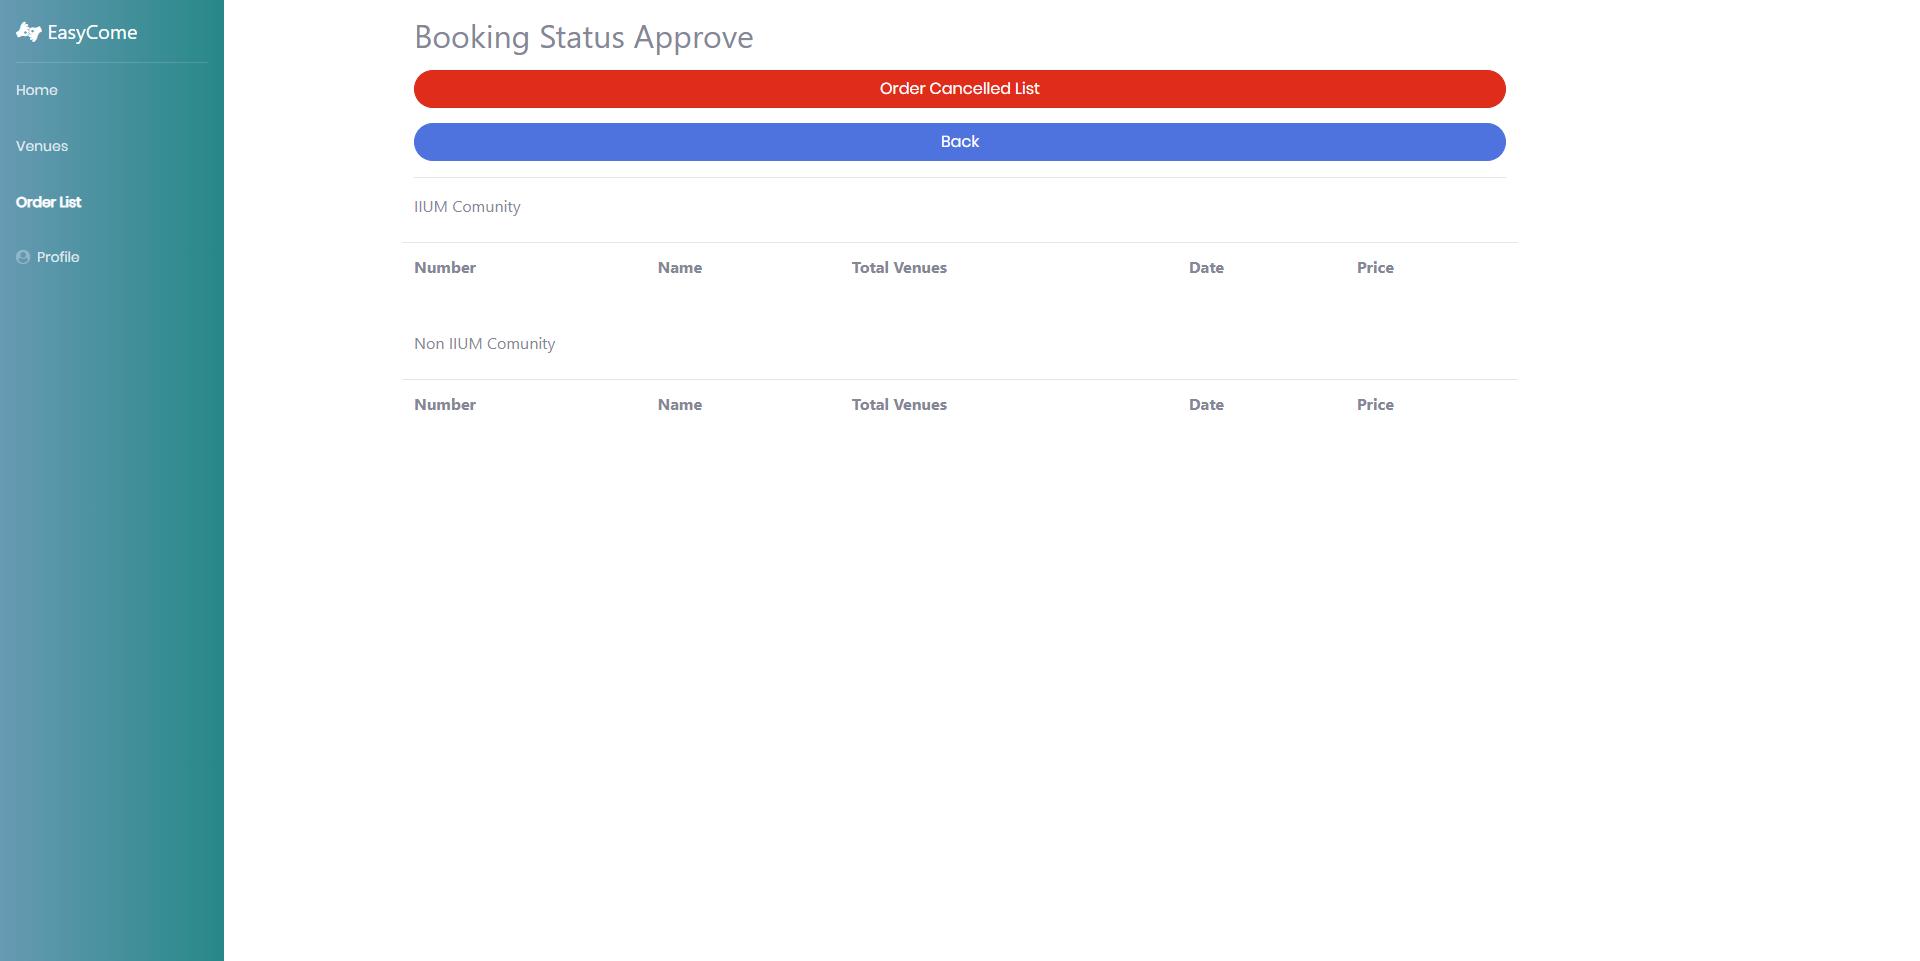 EasyCome
Home
Venues
Order List
Profile
Booking Status Approve
Order Cancelled List
Back
IIUM Comunity
Number Name Total Venues Date Price
Non IIUM Comunity
Number Name Total Venues Date Price